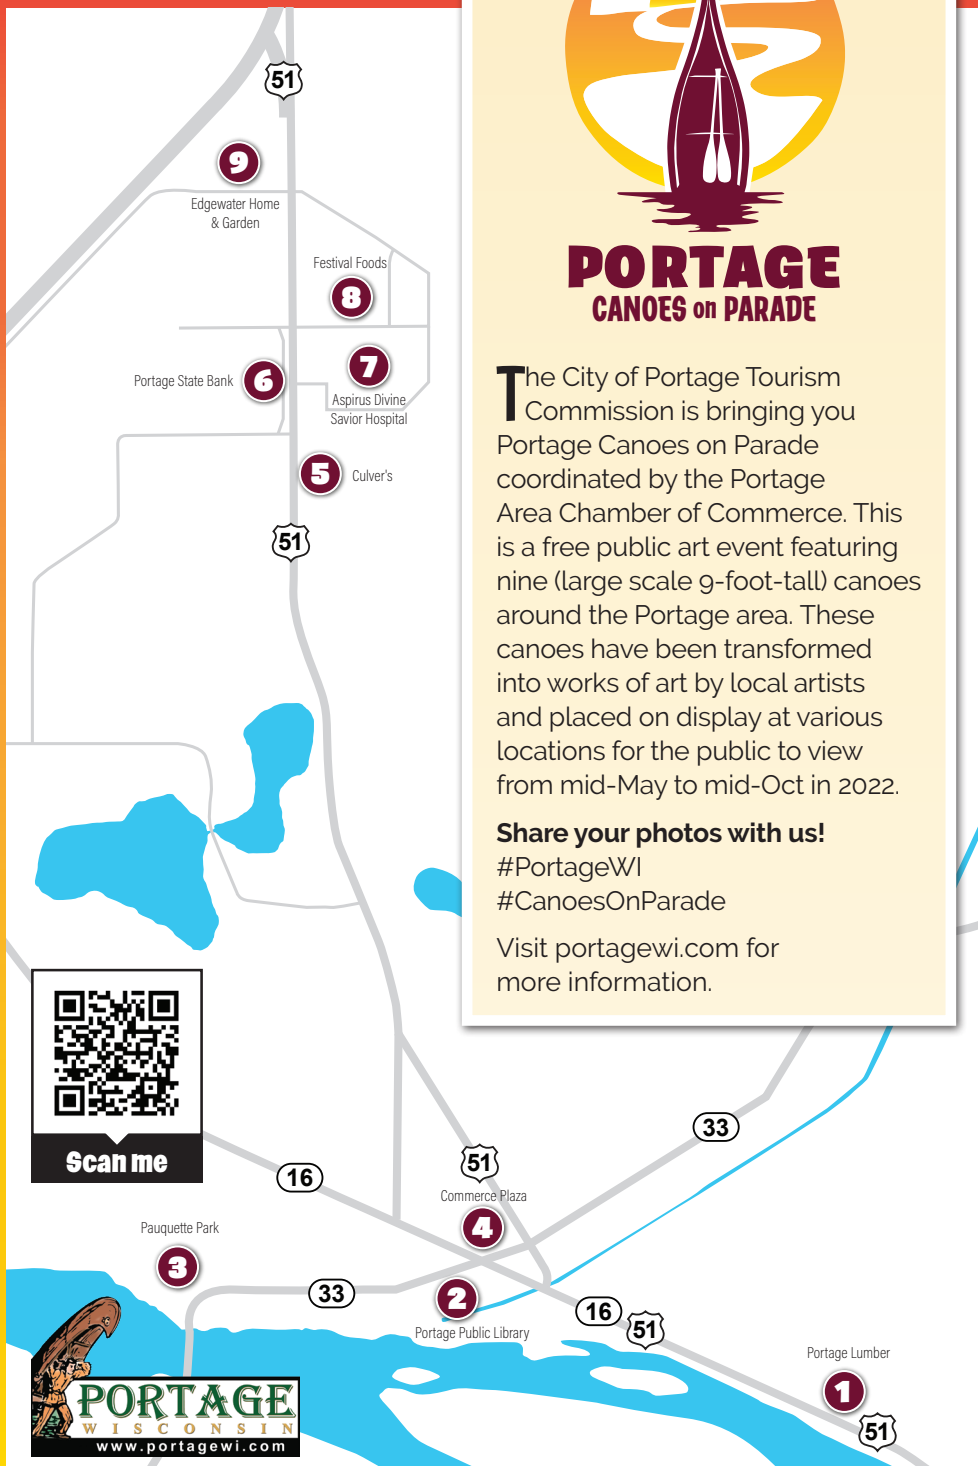 51
9
Edgewater Home
& Garden
Festival Foods
8
7
Portage State Bank
6
Aspirus Divine
Savior Hospital
5
Culver's
51
PORTAGE
CANOES on PARADE
The City of Portage Tourism
Commission is bringing you
Portage Canoes on Parade
coordinated by the Portage
Area Chamber of Commerce. This
is a free public art event featuring
nine (large scale 9-foot-tall) canoes
around the Portage area. These
canoes have been transformed
into works of art by local artists
and placed on display at various
locations for the public to view
from mid-May to mid-Oct in 2022.
Share your photos with us!
#PortageWI
#CanoesOnParade
Visit portagewi.com for
more information.
Scan me
33
51
16
Commerce Plaza
4
Pauquette Park
3
33
2
Portage Public Library
16
51
Portage Lumber
1
51
PORTAGE
WISCONSIN
www.portagewi.com